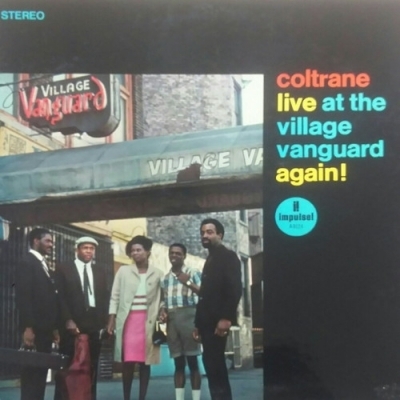 STEREO
VILLAGE
Vanguard
VILLAGE VA
coltrane
live at the
village
vanguard
again!
impulse!